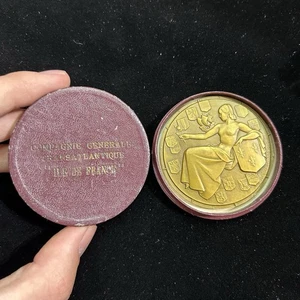 COMPAGNIE GENERALE
TRANSATLANTIQUE
"ILE DE FRANCE"